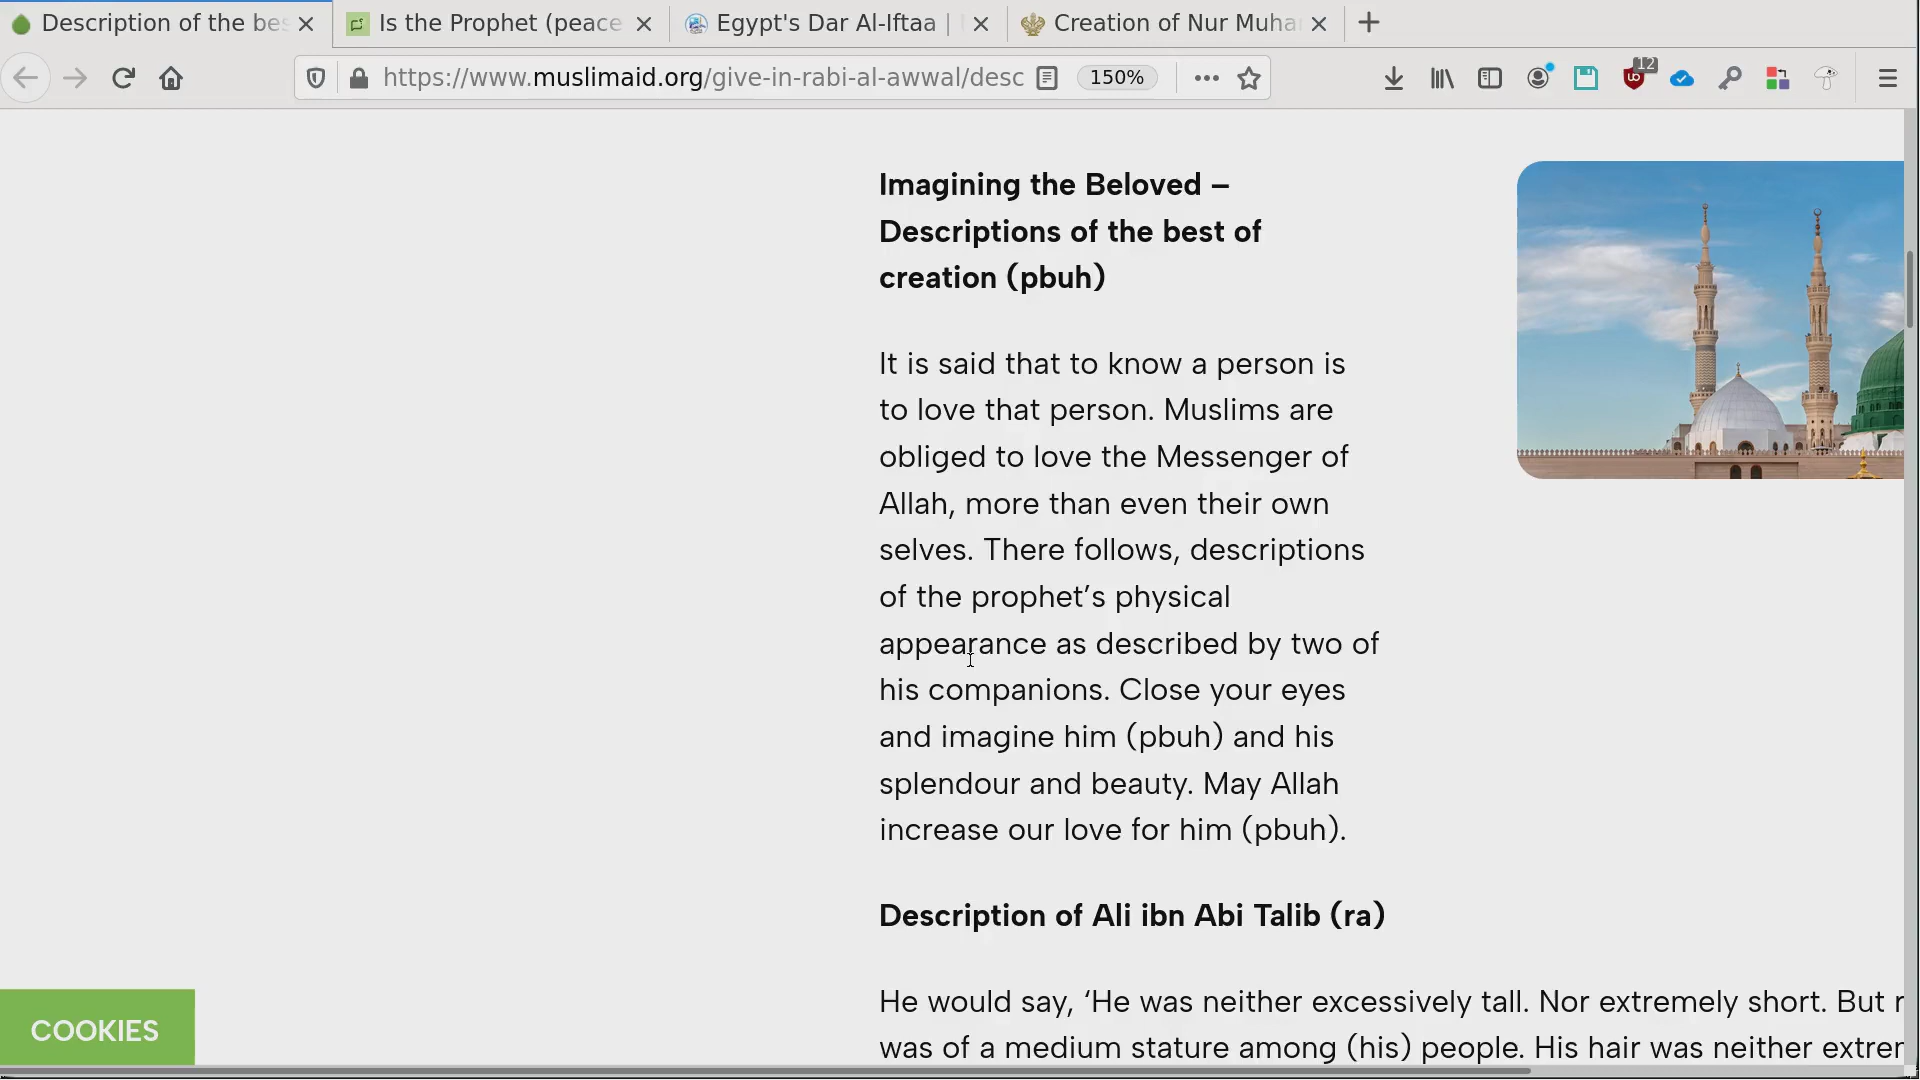 Description of the bes
Is the Prophet (peace
Egypt's Dar Al-Iftaa |
Creation of Nur Muha
https://www.muslimaid.org/give-in-rabi-al-awwal/desc
150%
12
Imagining the Beloved –
Descriptions of the best of
creation (pbuh)
It is said that to know a person is
to love that person. Muslims are
obliged to love the Messenger of
Allah, more than even their own
selves. There follows, descriptions
of the prophet’s physical
appearance as described by two of
his companions. Close your eyes
and imagine him (pbuh) and his
splendour and beauty. May Allah
increase our love for him (pbuh).
Description of Ali ibn Abi Talib (ra)
He would say, ‘He was neither excessively tall. Nor extremely short. But
was of a medium stature among (his) people. His hair was neither extrer
COOKIES